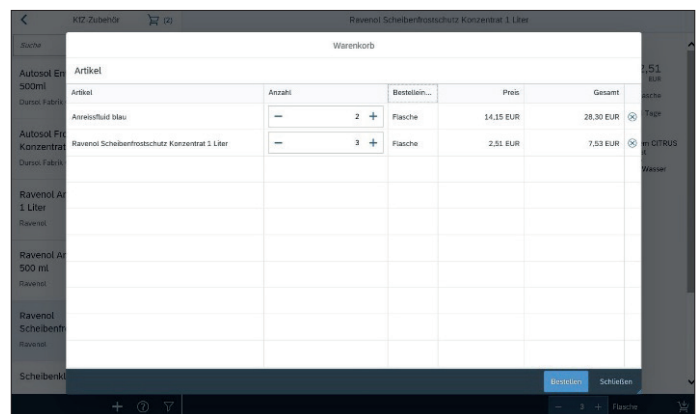 Kfz-Zubehör (2) Ravenol Scheibenfrostschutz Konzentrat 1 Liter
Suche
Warenkorb
Artikel
Artikel Anzahl Bestellein... Preis Gesamt
Anreissfluid blau − 2 + Flasche 14,15 EUR 28,30 EUR
Ravenol Scheibenfrostschutz Konzentrat 1 Liter − 3 + Flasche 2,51 EUR 7,53 EUR
Autosol En
500ml
Dursol Fabrik
Autosol Fro
Konzentrat
Dursol Fabrik
Ravenol An
1 Liter
Ravenol
Ravenol An
500 ml
Ravenol
Ravenol
Scheibenfr
Ravenol
Scheibenkl
2,51
EUR
asche
Tage
CITRUS
Wasser
Bestellen Schließen
− 3 + Flasche